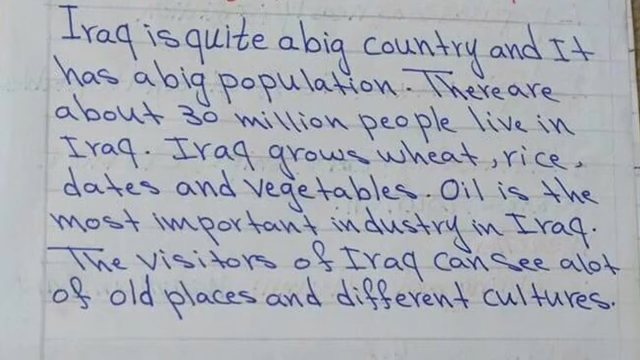 Iraq is quite a big country and It
has a big population. There are
about 30 million people live in
Iraq. Iraq grows wheat, rice,
dates and vegetables. Oil is the
most important industry in Iraq.
The visitors of Iraq can see alot
of old places and different cultures.